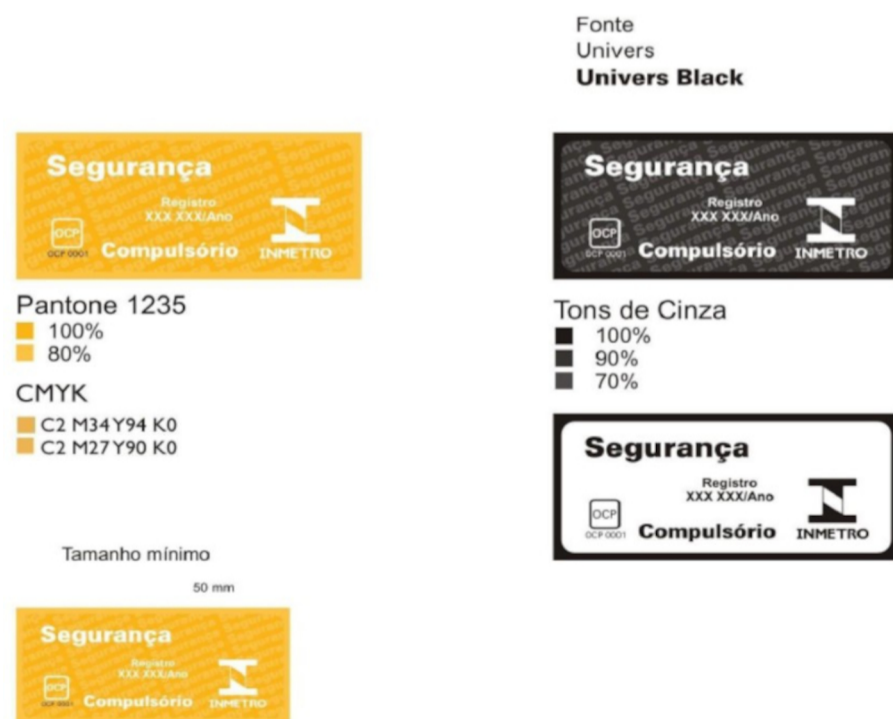 Fonte
Univers
Univers Black
Segurança
Registro
XXX XXX/Ano
OCP
OCP 0001
Compulsório
INMETRO
Pantone 1235
100%
80%
CMYK
C2 M34 Y94 K0
C2 M27 Y90 K0
Segurança
Registro
XXX XXX/Ano
OCP
OCP 0001
Compulsório
INMETRO
Tons de Cinza
100%
90%
70%
Segurança
Registro
XXX XXX/Ano
OCP
OCP 0001
Compulsório
INMETRO
Tamanho mínimo
50 mm
Segurança
Registro
XXX XXX/Ano
OCP
OCP 0001
Compulsório
INMETRO